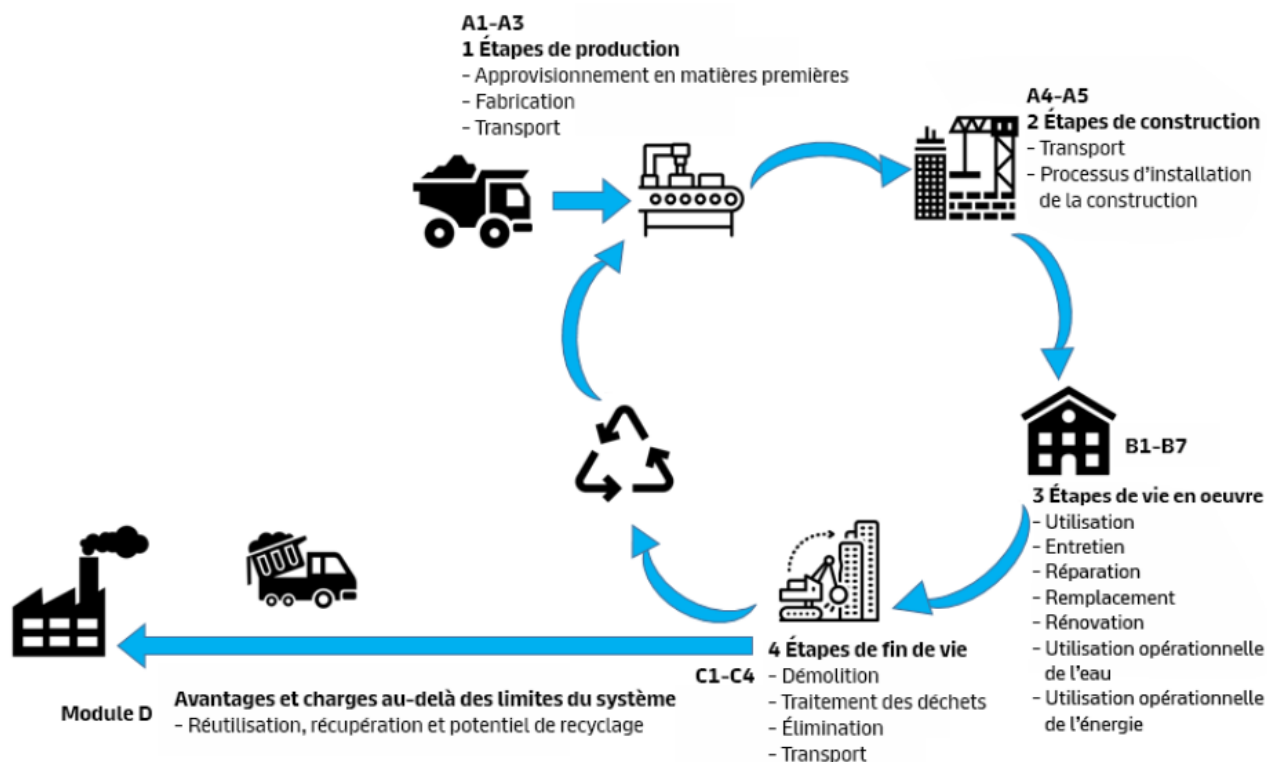 A1-A3
1 Étapes de production
- Approvisionnement en matières premières
- Fabrication
- Transport
A4-A5
2 Étapes de construction
- Transport
- Processus d'installation
de la construction
B1-B7
3 Étapes de vie en oeuvre
- Utilisation
- Entretien
- Réparation
- Remplacement
- Rénovation
- Utilisation opérationnelle
de l'eau
- Utilisation opérationnelle
de l'énergie
4 Étapes de fin de vie
C1-C4
- Démolition
- Traitement des déchets
- Élimination
- Transport
Module D
Avantages et charges au-delà des limites du système
- Réutilisation, récupération et potentiel de recyclage